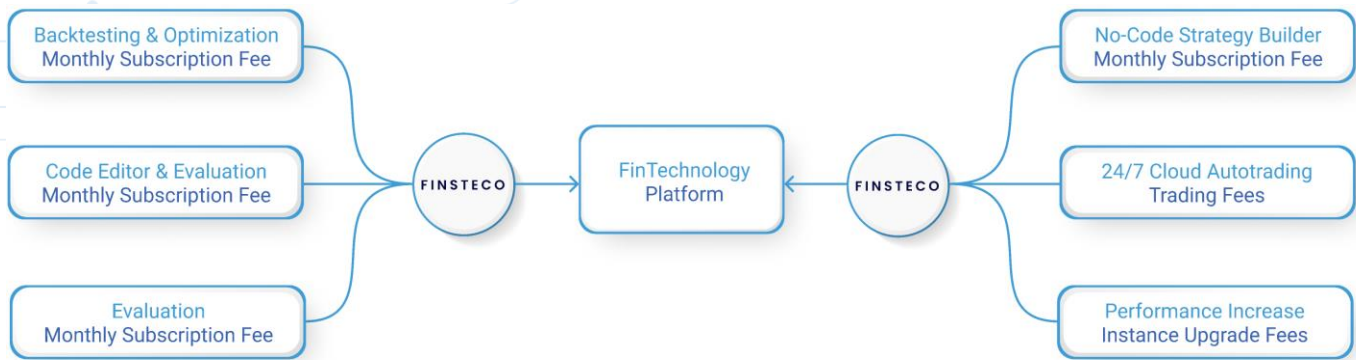 Backtesting & Optimization
Monthly Subscription Fee
Code Editor & Evaluation
Monthly Subscription Fee
Evaluation
Monthly Subscription Fee
FINSTECO
FinTechnology
Platform
FINSTECO
No-Code Strategy Builder
Monthly Subscription Fee
24/7 Cloud Autotrading
Trading Fees
Performance Increase
Instance Upgrade Fees